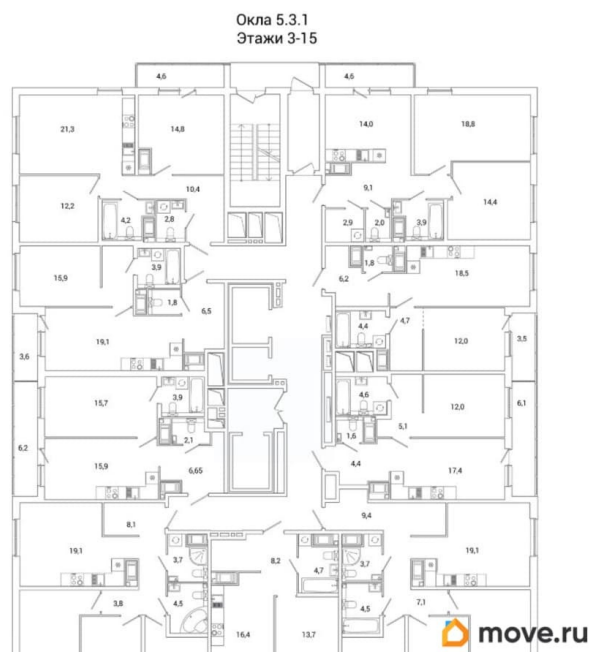 Окла 5.3.1
Этажи 3-15
4,6 4,6
21,3 14,8 14,0 18,8
12,2 10,4 9,1 14,4
4,2 2,8 2,9 2,0 3,9
15,9 3,9 1,8 18,5
1,8 6,5 6,2
19,1 4,4 4,7 12,0
3,6 3,5
15,7 3,9 4,6 12,0 6,1
2,1 1,6 5,1
6,2 15,9 6,65 4,4 17,4
8,1 9,4
19,1 3,7 8,2 4,7 3,7 19,1
3,8 4,5 4,5 7,1
16,4 13,7
move.ru